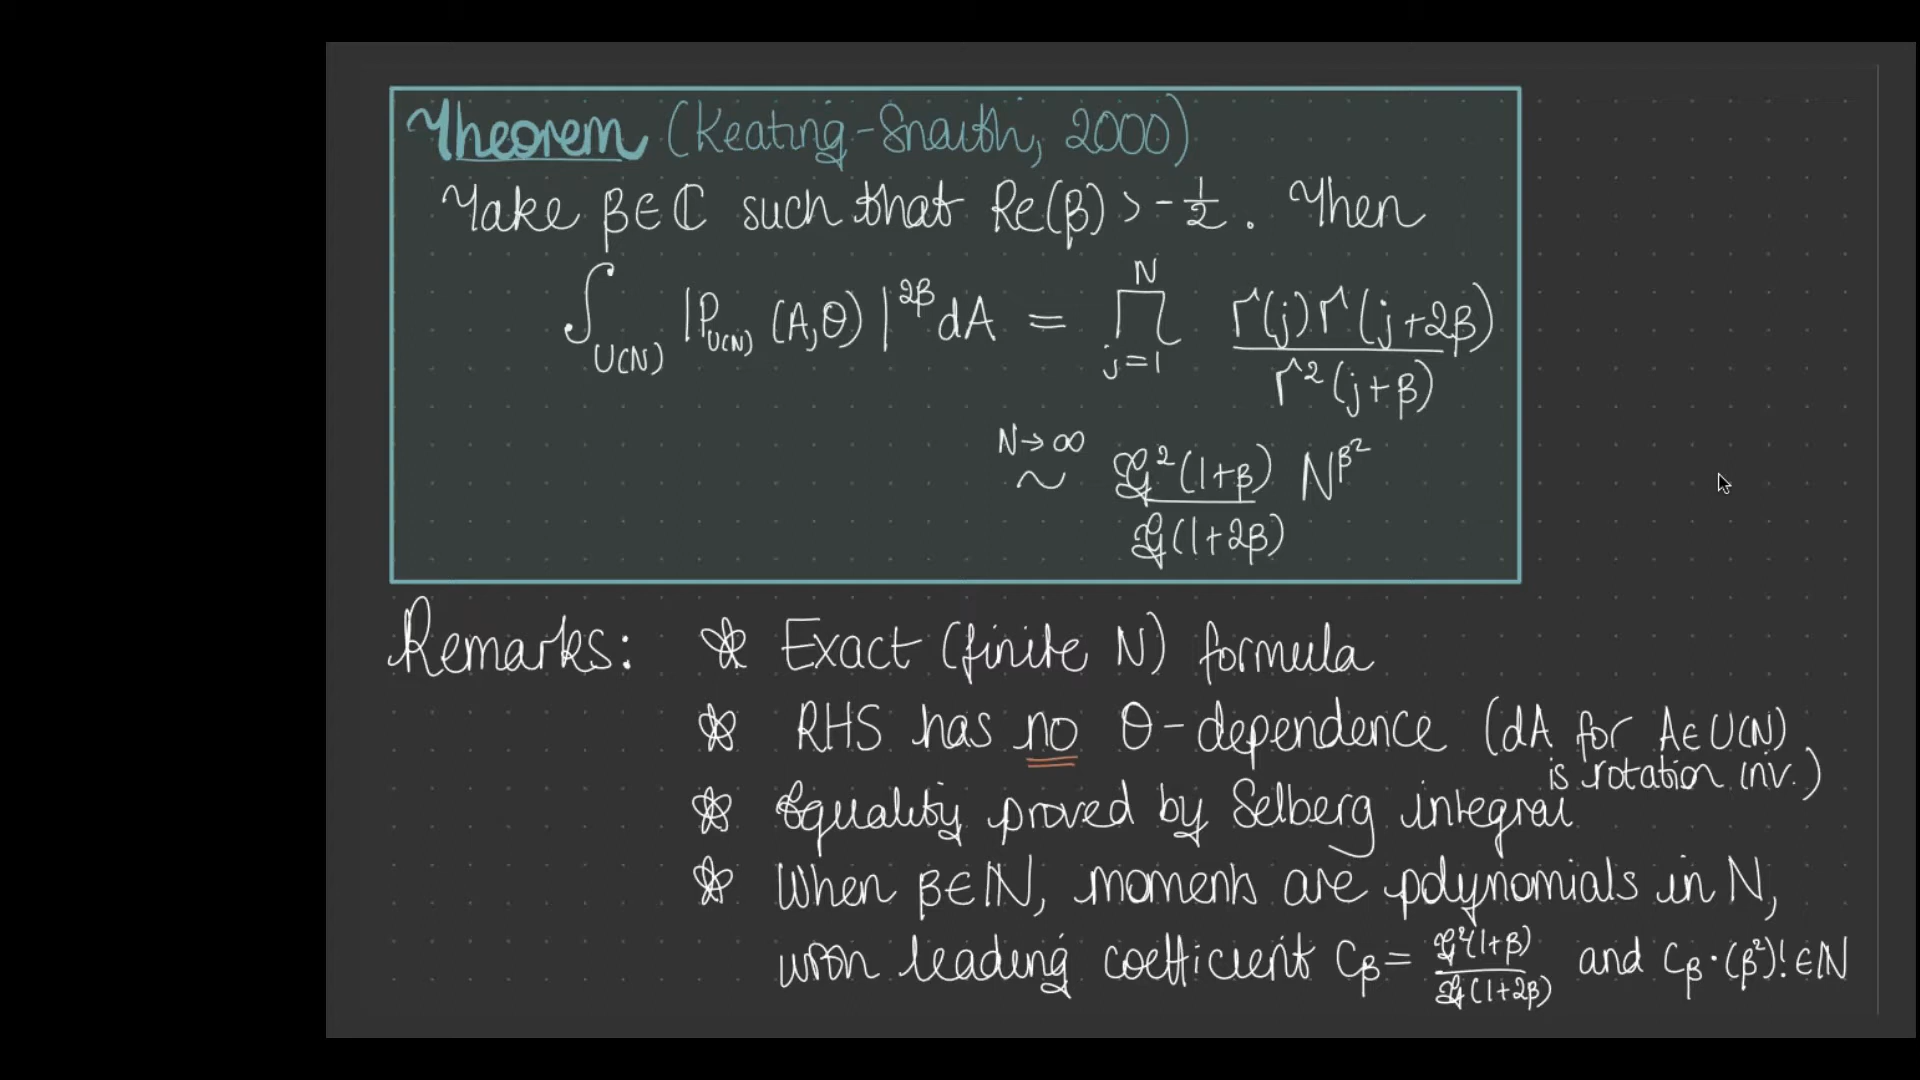 Theorem (Keating-Snaith, 2000)
Take β∈ℂ such that Re(β) > -1/2. Then
∫_{U(N)} |P_{U(N)}(A,θ)|^{2β} dA = ∏_{j=1}^{N} Γ(j)Γ(j+2β) / Γ²(j+β)
N→∞ ~ 𝒢²(1+β) / 𝒢(1+2β) N^{β²}
Remarks: ☆ Exact (finite N) formula
☆ RHS has no θ-dependence (dA for A∈U(N)
is rotation inv.)
☆ Equality proved by Selberg integral
☆ When β∈ℕ, moments are polynomials in N,
with leading coefficient C_β = 𝒢²(1+β) / 𝒢(1+2β) and C_β · (β²)! ∈ℕ